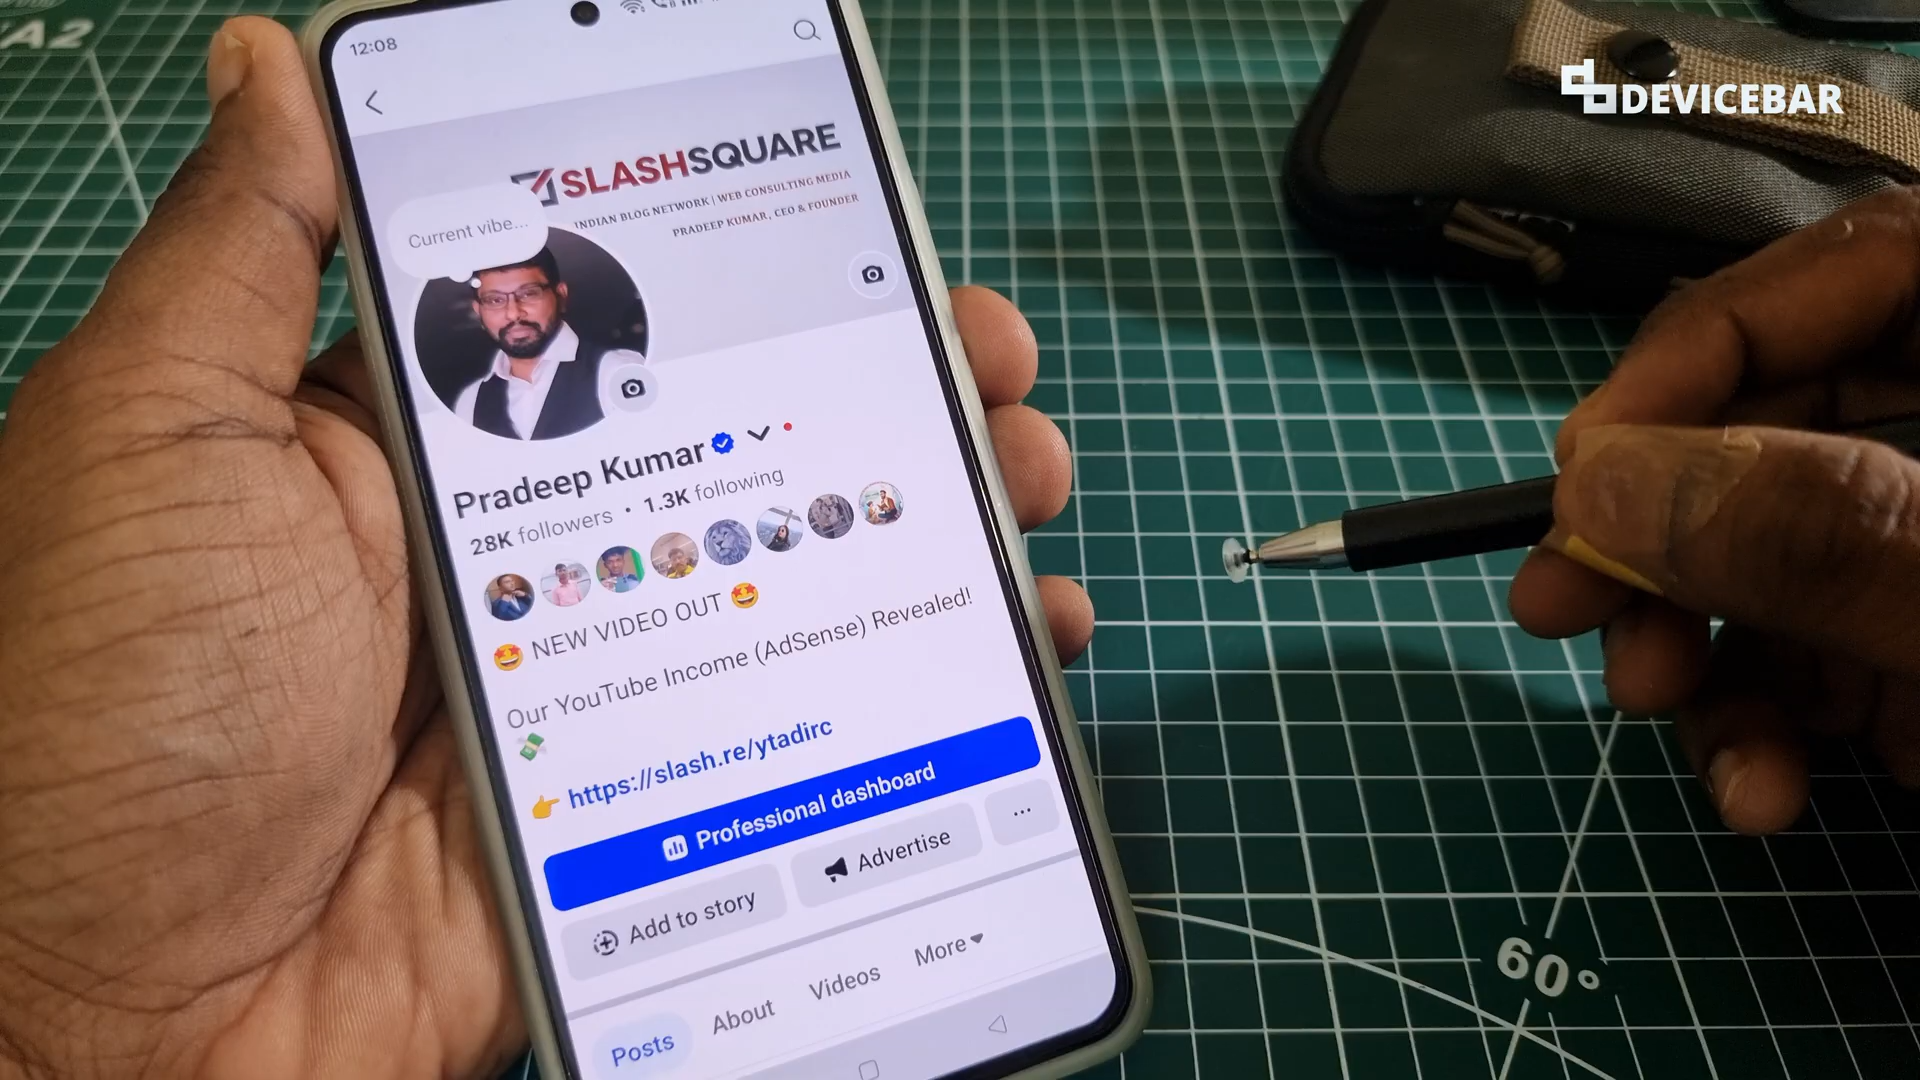 A2
12:08
DEVICEBAR
SLASHSQUARE
INDIAN BLOG NETWORK | WEB CONSULTING MEDIA
PRADEEP KUMAR, CEO & FOUNDER
Current vibe...
Pradeep Kumar
28K followers · 1.3K following
🤩 NEW VIDEO OUT 🤩
Our YouTube Income (AdSense) Revealed!
💸
👉 https://slash.re/ytadirc
Professional dashboard
Add to story
Advertise
...
Posts
About
Videos
More
60°